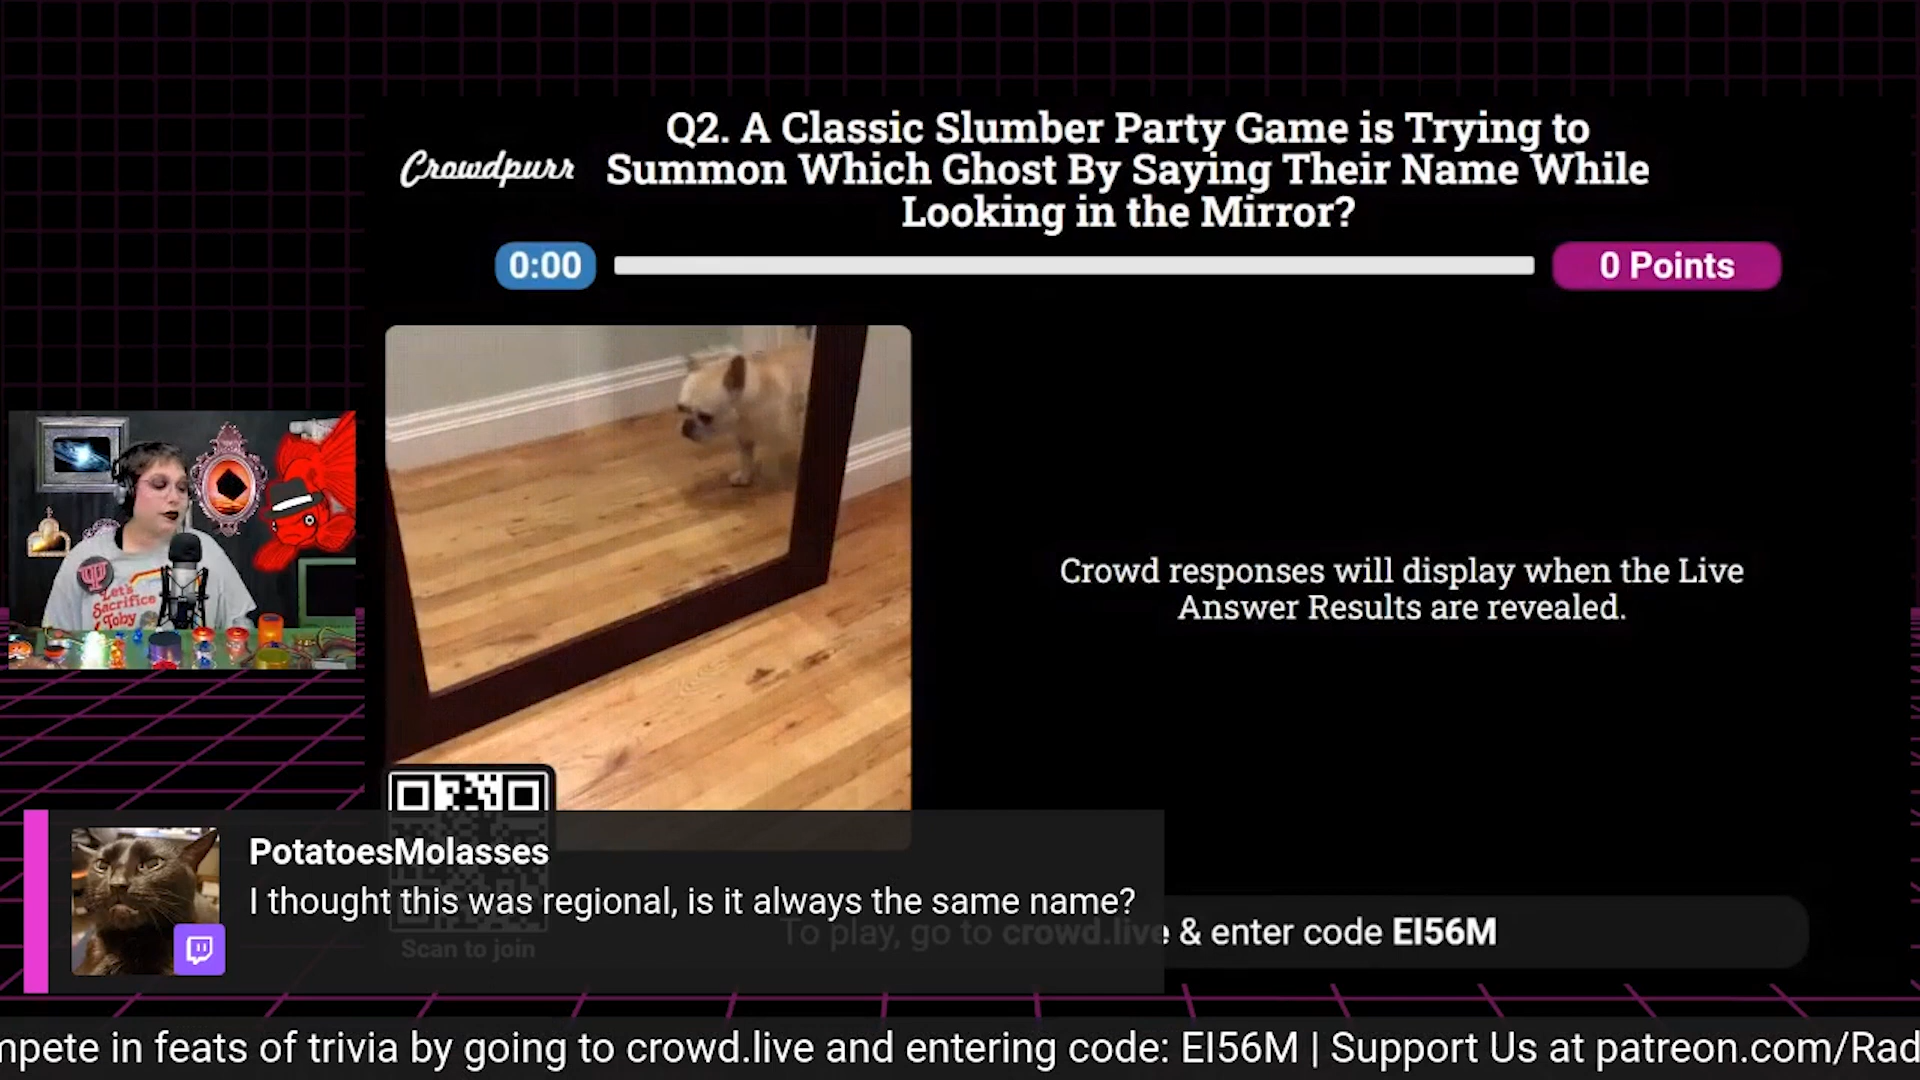 Crowdpurr
Q2. A Classic Slumber Party Game is Trying to
Summon Which Ghost By Saying Their Name While
Looking in the Mirror?
0:00
0 Points
Let's
Sacrifice
Toby
Crowd responses will display when the Live
Answer Results are revealed.
PotatoesMolasses
I thought this was regional, is it always the same name?
Scan to join
To play, go to crowd.live & enter code EI56M
mpete in feats of trivia by going to crowd.live and entering code: EI56M | Support Us at patreon.com/Rad